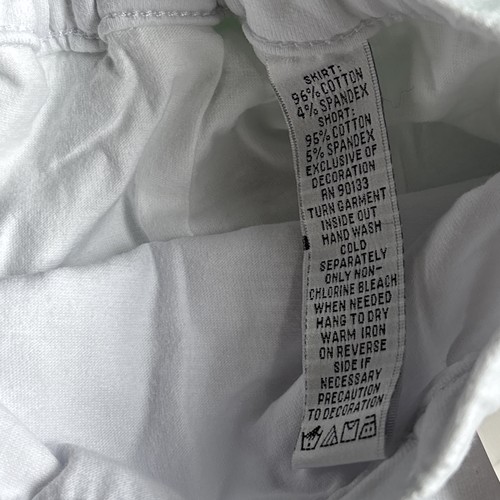 SKIRT:
96% COTTON
4% SPANDEX
SHORT:
95% COTTON
5% SPANDEX
EXCLUSIVE OF
DECORATION
RN 90133
TURN GARMENT
INSIDE OUT
HAND WASH
COLD
SEPARATELY
ONLY NON-
CHLORINE BLEACH
WHEN NEEDED
HANG TO DRY
WARM IRON
ON REVERSE
SIDE IF
NECESSARY
PRECAUTION
TO DECORATION